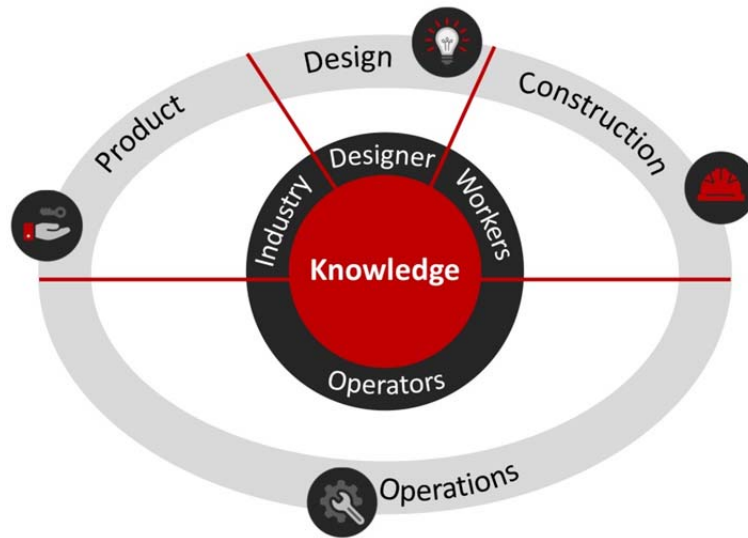 Product
Design
Construction
Industry
Designer
Workers
Knowledge
Operators
Operations